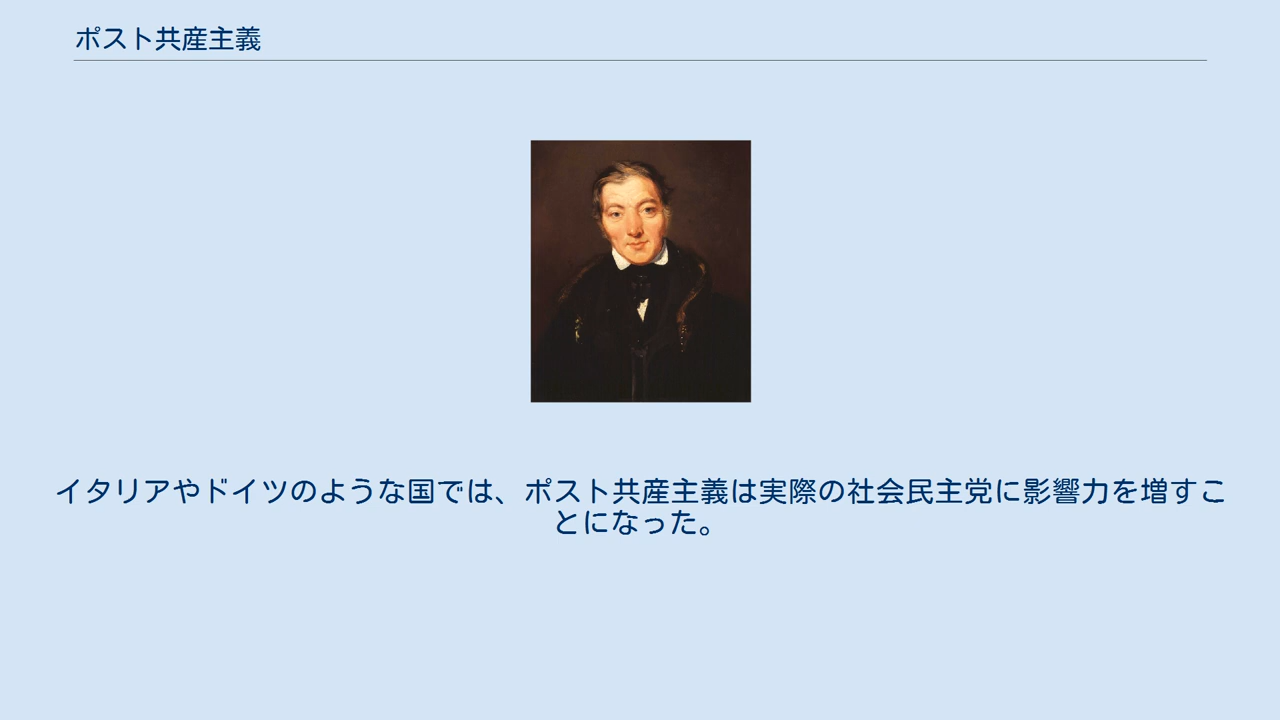 ポスト共産主義
イタリアやドイツのような国では、ポスト共産主義は実際の社会民主党に影響力を増すこ
とになった。